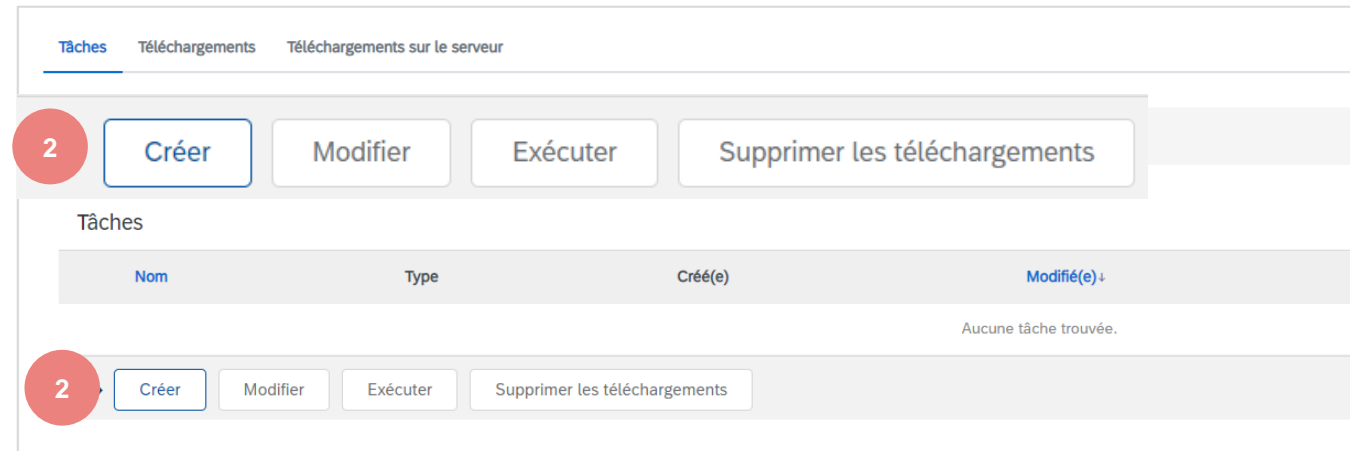 Tâches Téléchargements Téléchargements sur le serveur
2 Créer Modifier Exécuter Supprimer les téléchargements
Tâches
Nom Type Créé(e) Modifié(e)↓
Aucune tâche trouvée.
2 Créer Modifier Exécuter Supprimer les téléchargements